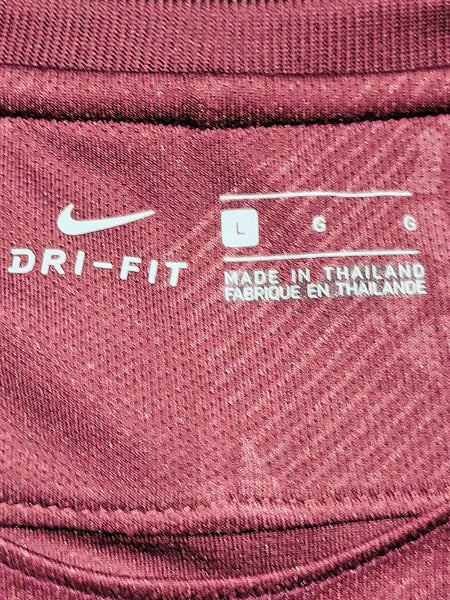 DRI-FIT
L G G
MADE IN THAILAND
FABRIQUE EN THAILANDE